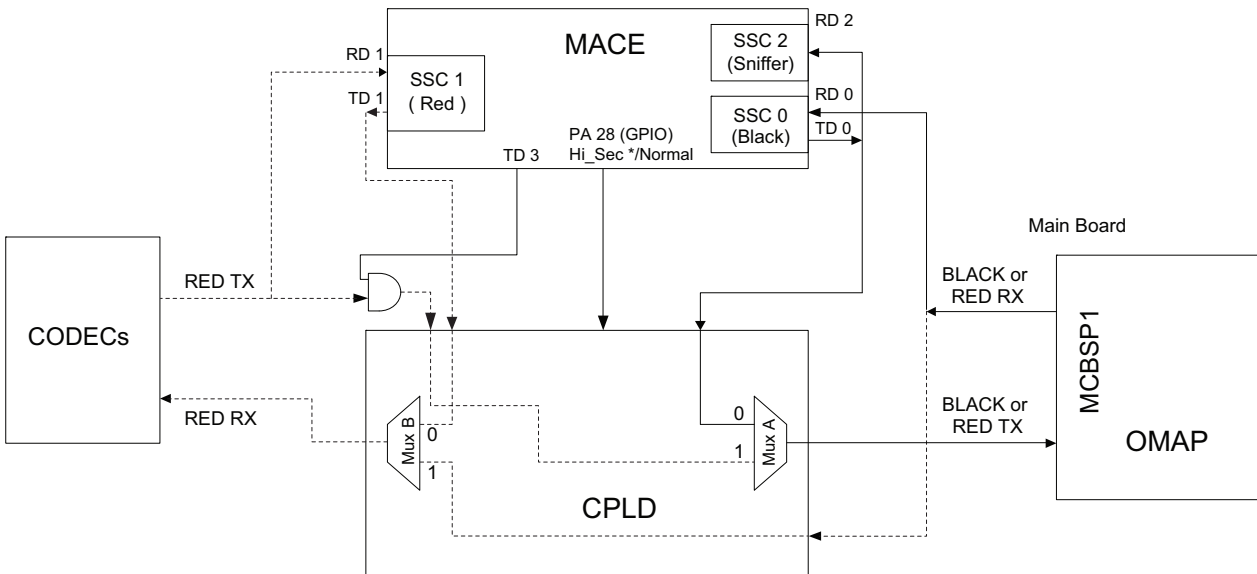 RD 2
MACE
SSC 2
(Sniffer)
RD 1
SSC 1
( Red )
TD 1
RD 0
SSC 0
(Black)
TD 0
PA 28 (GPIO)
Hi_Sec */Normal
TD 3
Main Board
RED TX
BLACK or
RED RX
CODECs
MCBSP1
OMAP
RED RX
Mux B
0
1
0
1
Mux A
BLACK or
RED TX
CPLD